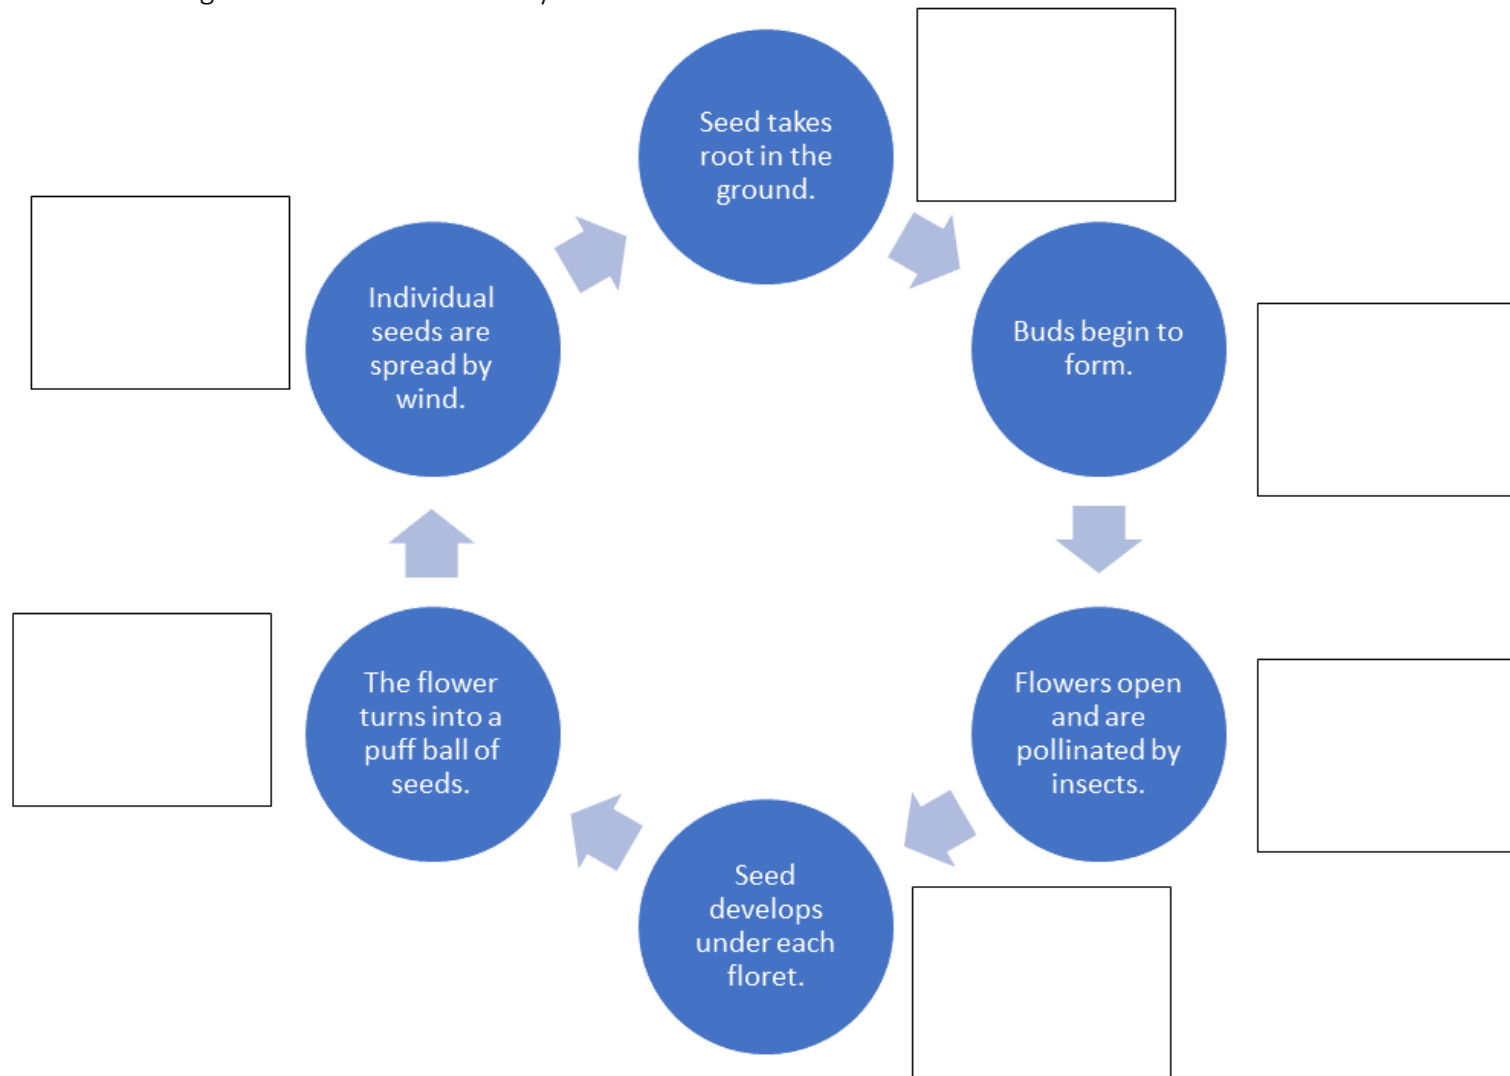 Seed takes
root in the
ground.
Buds begin to
form.
Flowers open
and are
pollinated by
insects.
Seed
develops
under each
floret.
The flower
turns into a
puff ball of
seeds.
Individual
seeds are
spread by
wind.